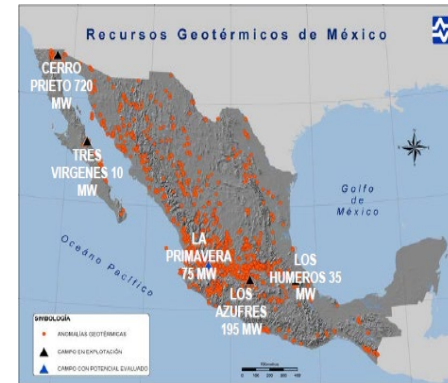 Recursos Geotérmicos de México
CERRO
PRIETO 720
MW
TRES
VIRGENES 10
MW
Golfo
de
México
LA
PRIMAVERA
75 MW
LOS
HUMEROS 35
MW
Océano Pacífico
LOS
AZUFRES
195 MW
SIMBOLOGÍA
ANOMALÍAS GEOTÉRMICAS
CAMPO EN EXPLOTACIÓN
CAMPO CON POTENCIAL EVALUADO